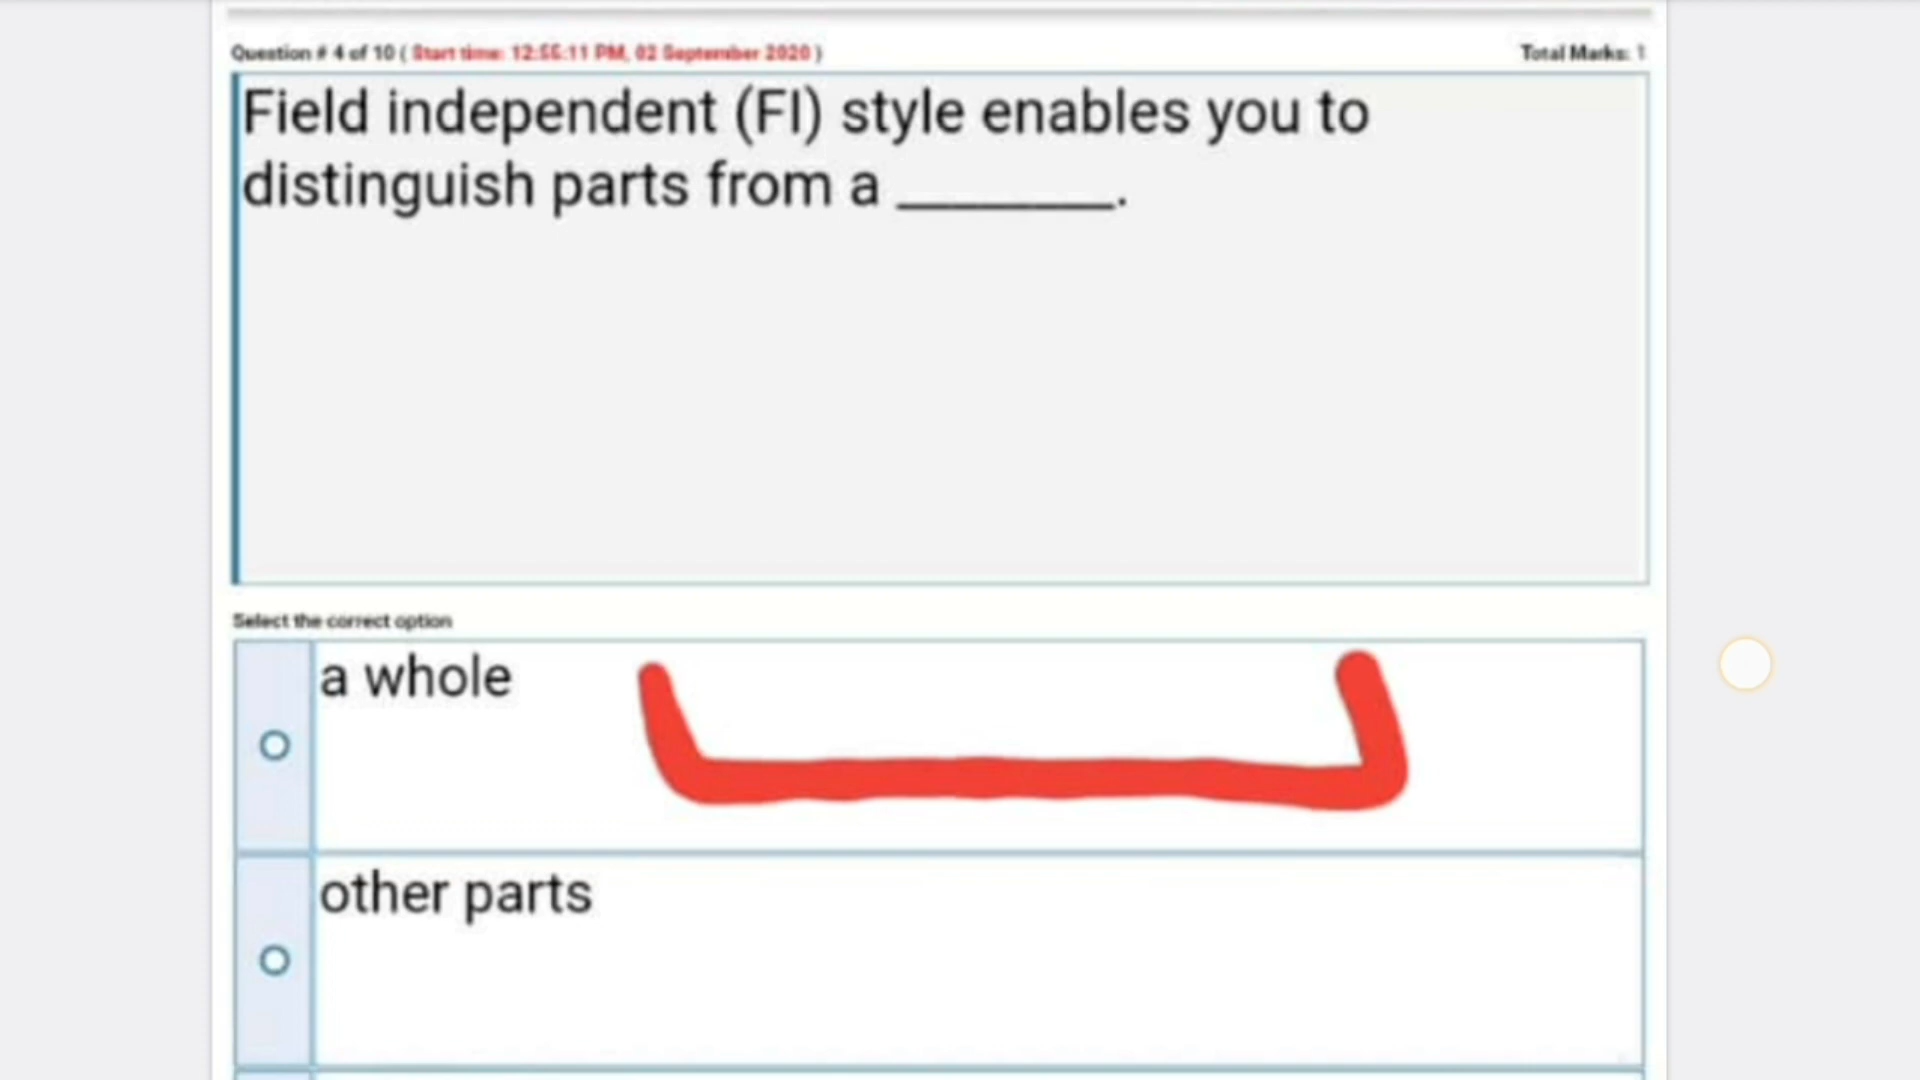 Question # 4 of 10 ( Start time: 12:55:11 PM, 02 September 2020 ) Total Marks: 1
Field independent (FI) style enables you to
distinguish parts from a ________.
Select the correct option
a whole
other parts